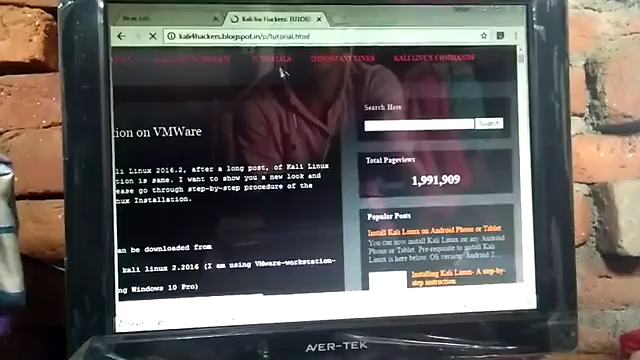 New Tab
Kali for Hackers: TUTORI
kali4hackers.blogspot.in/p/tutorial.html
TUTORIALS
IMPORTANT LINKS
KALI LINUX COMMANDS
tion on VMWare
li Linux 2016.2, after a long post, of Kali Linux
tion is same. I want to show you a new look and
ease go through step-by-step procedure of the
nux Installation.
an be downloaded from
kali linux 2.2016 (I am using VMware-workstation-
ng Windows 10 Pro)
Search Here
Search
Total Pageviews
1,991,909
Popular Posts
Install Kali Linux on Android Phone or Tablet
You can now install Kali Linux on any Android
Phone or Tablet. Pre-requisite to install Kali
Linux is here below. OS version: Android 2
Installing Kali Linux- A step-by-
step instruction
AVER-TEK